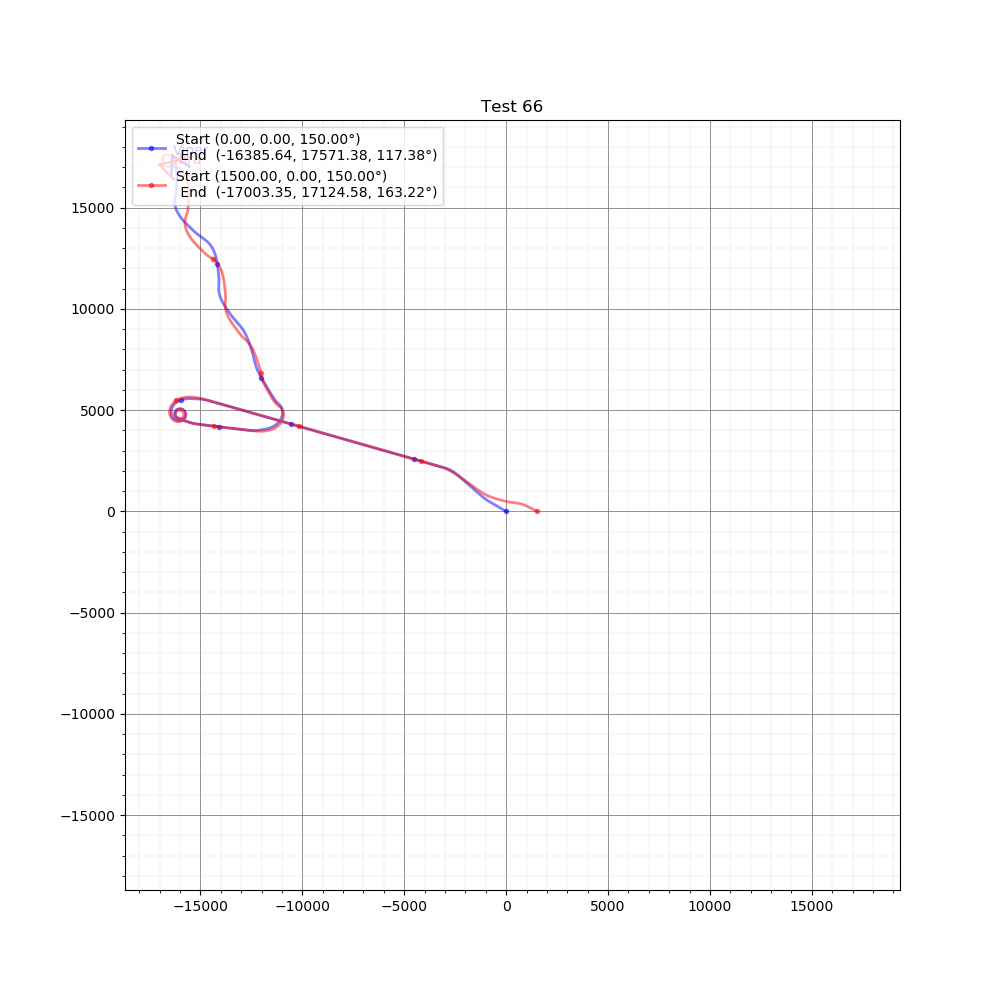 Test 66
Start (0.00, 0.00, 150.00°)
End (-16385.64, 17571.38, 117.38°)
Start (1500.00, 0.00, 150.00°)
End (-17003.35, 17124.58, 163.22°)
15000
10000
5000
0
−5000
−10000
−15000
−15000 −10000 −5000 0 5000 10000 15000